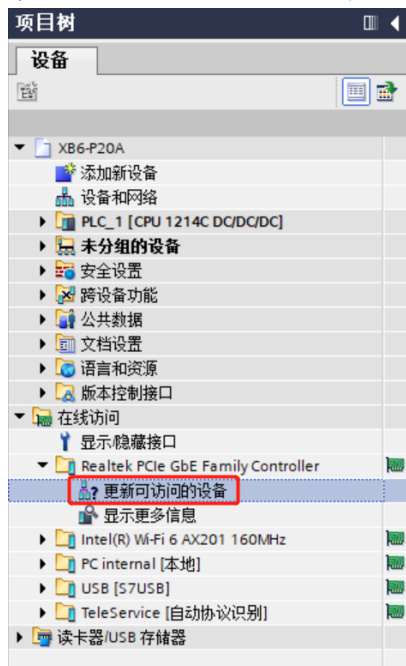 项目树
设备
XB6-P20A
添加新设备
设备和网络
PLC_1 [CPU 1214C DC/DC/DC]
未分组的设备
安全设置
跨设备功能
公共数据
文档设置
语言和资源
版本控制接口
在线访问
显示/隐藏接口
Realtek PCIe GbE Family Controller
更新可访问的设备
显示更多信息
Intel(R) Wi-Fi 6 AX201 160MHz
PC internal [本地]
USB [S7USB]
TeleService [自动协议识别]
读卡器/USB 存储器